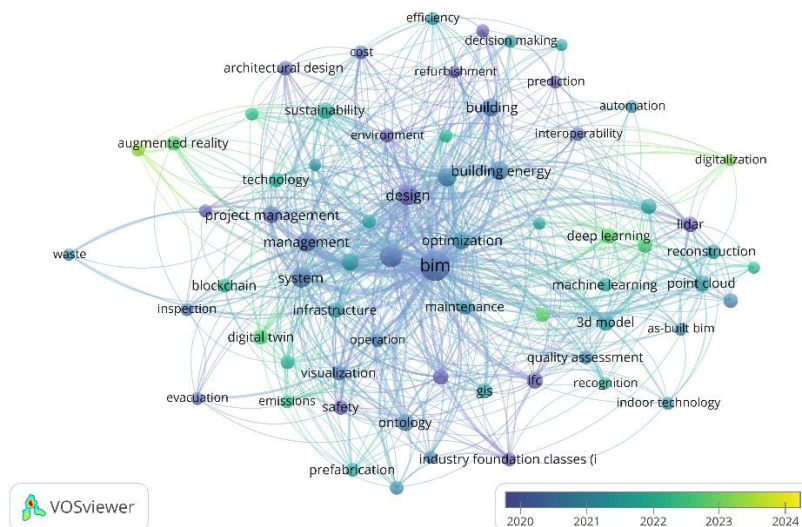 efficiency
decision making
cost
architectural design
refurbishment
prediction
sustainability
building
automation
augmented reality
environment
interoperability
digitalization
technology
building energy
design
project management
lidar
management
optimization
deep learning
waste
bim
reconstruction
system
blockchain
machine learning
point cloud
inspection
infrastructure
maintenance
3d model
as-built bim
digital twin
operation
quality assessment
visualization
ifc
recognition
evacuation
emissions
safety
gis
indoor technology
ontology
industry foundation classes (i
prefabrication
VOSviewer
2020 2021 2022 2023 2024